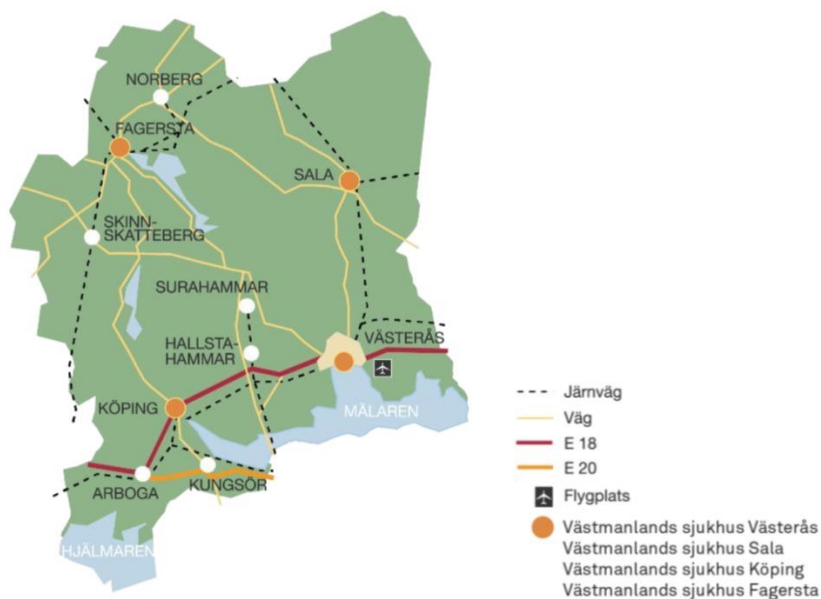 NORBERG
FAGERSTA
SALA
SKINN-
SKATTEBERG
SURAHAMMAR
HALLSTA-
HAMMAR
VÄSTERÅS
KÖPING
MÄLAREN
ARBOGA
KUNGSÖR
HJÄLMAREN
Järnväg
Väg
E 18
E 20
Flygplats
Västmanlands sjukhus Västerås
Västmanlands sjukhus Sala
Västmanlands sjukhus Köping
Västmanlands sjukhus Fagersta